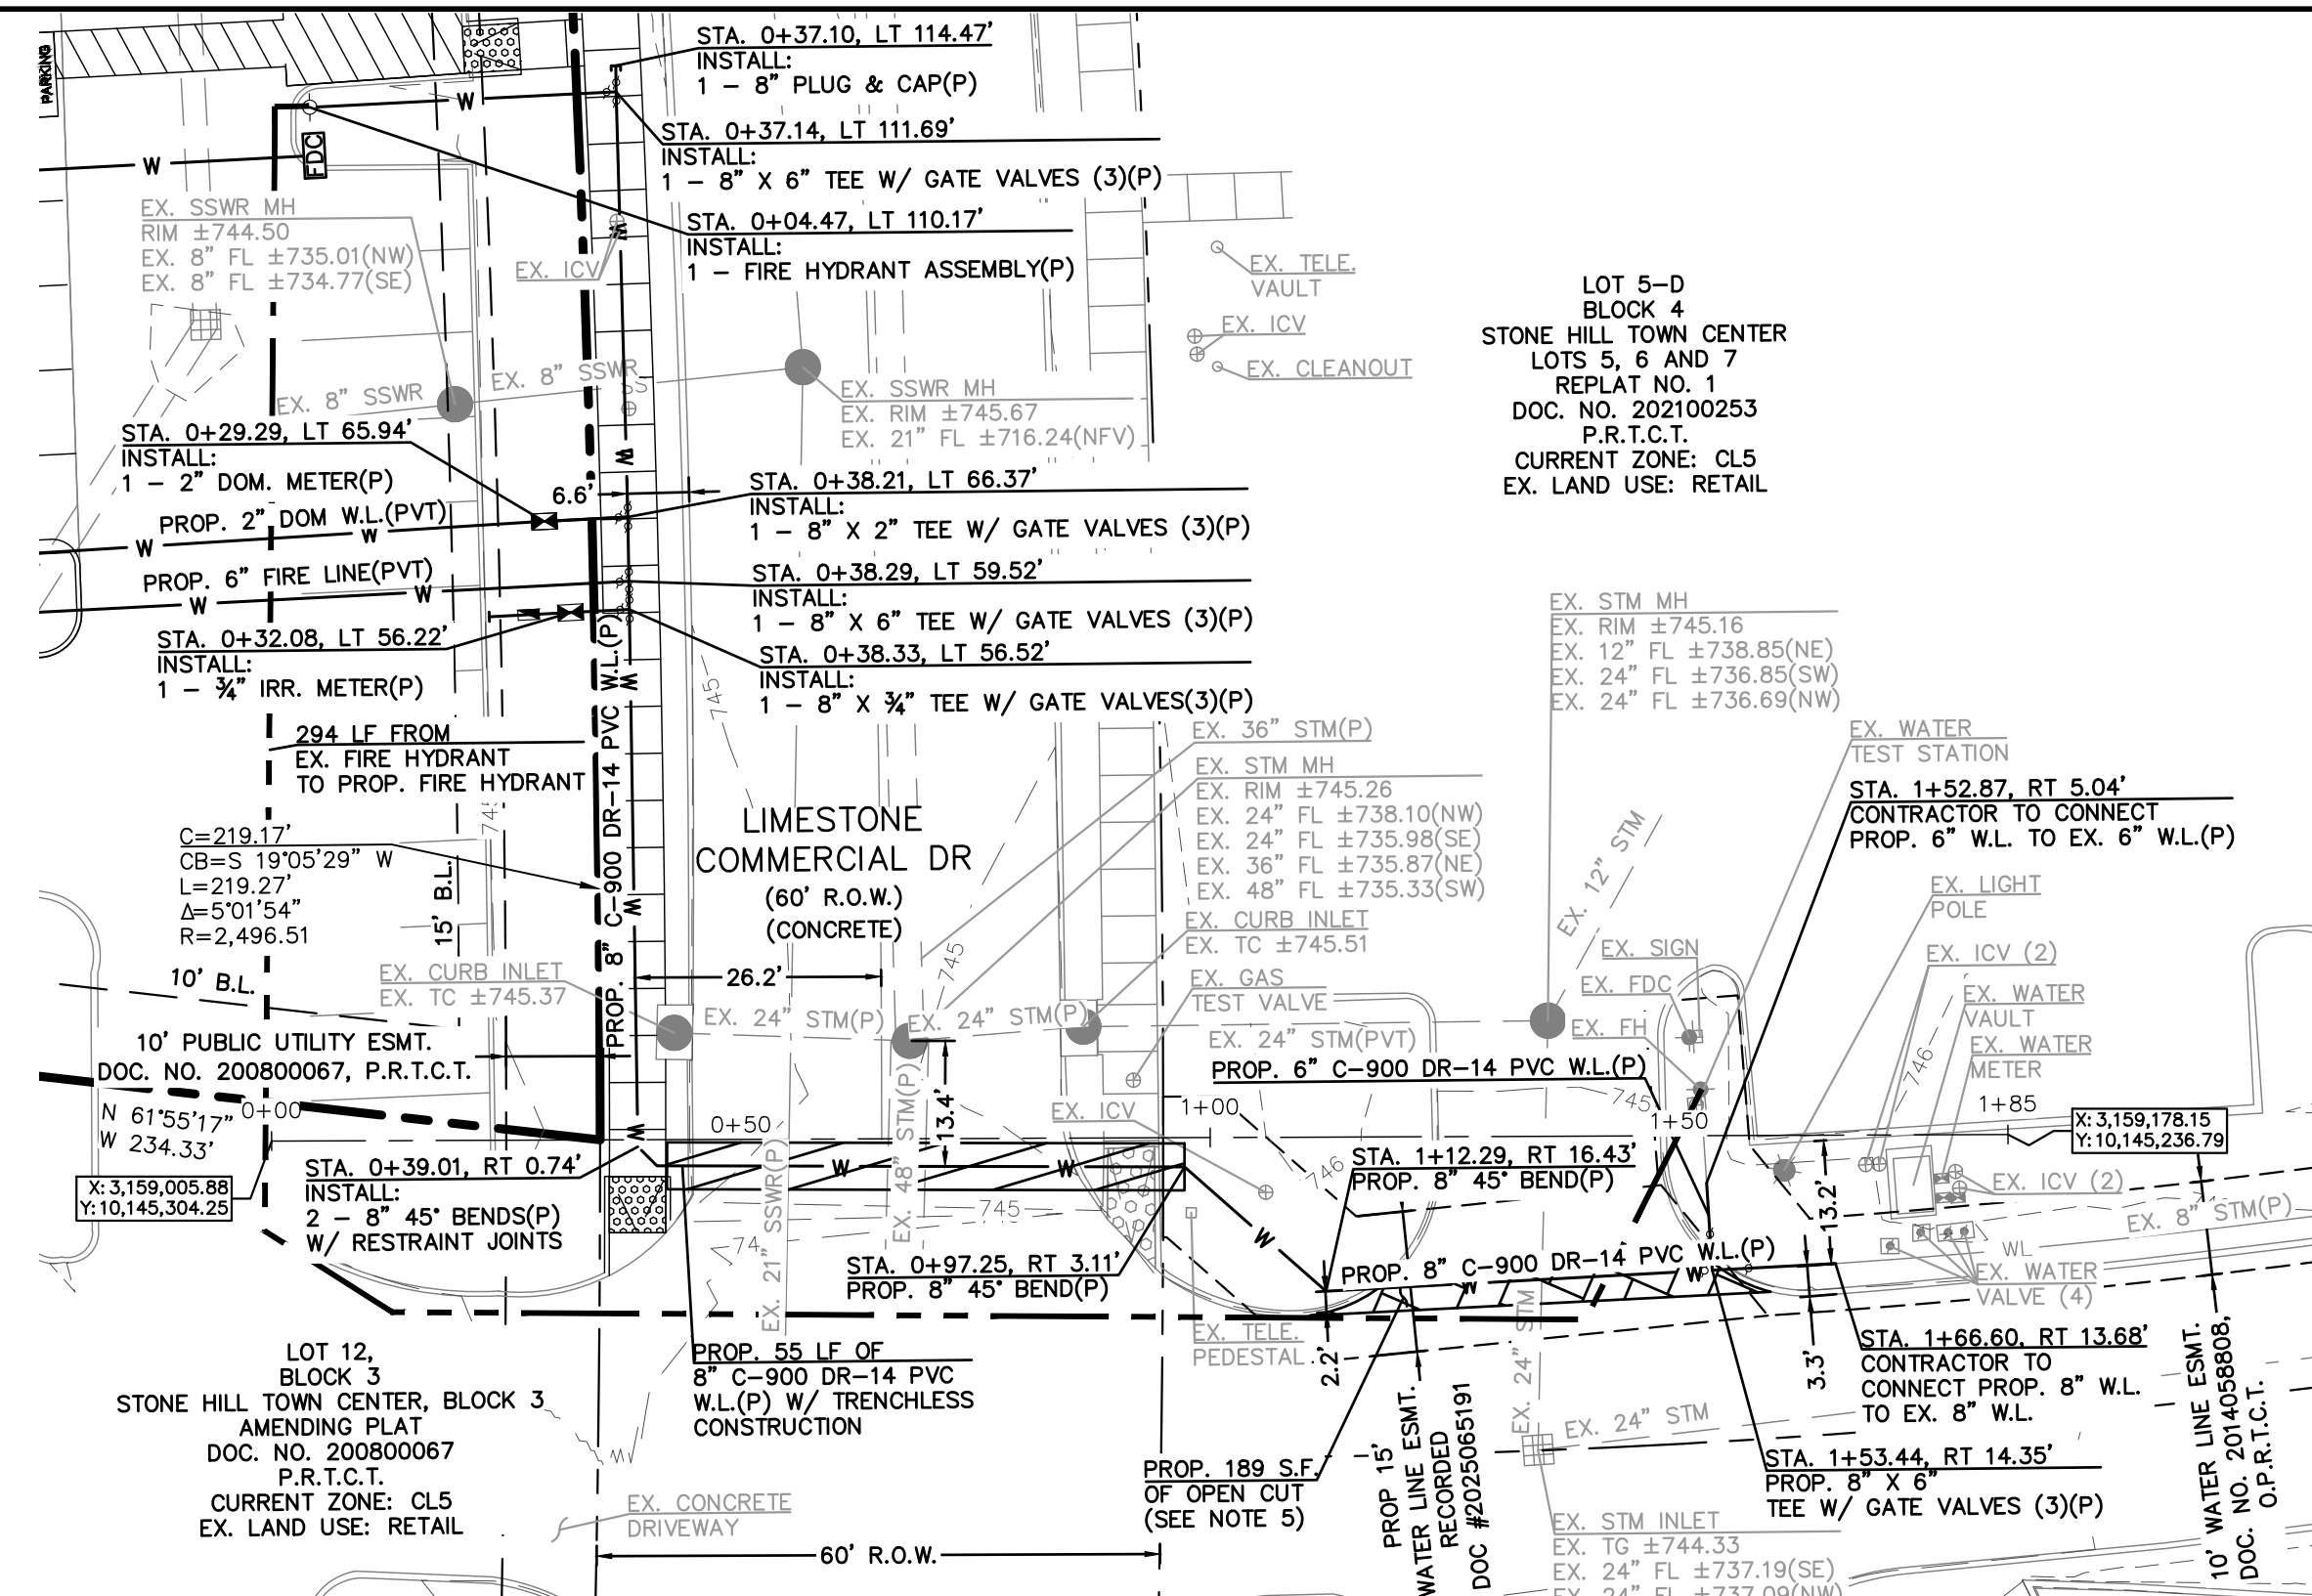 PARKING
STA. 0+37.10, LT 114.47'
INSTALL:
1 – 8” PLUG & CAP(P)
W
STA. 0+37.14, LT 111.69'
INSTALL:
1 – 8” X 6” TEE W/ GATE VALVES (3)(P)
FDC
W
STA. 0+04.47, LT 110.17'
INSTALL:
1 – FIRE HYDRANT ASSEMBLY(P)
EX. SSWR MH
RIM ±744.50
EX. 8” FL ±735.01(NW)
EX. 8” FL ±734.77(SE)
W
EX. ICV
EX. TELE.
VAULT
EX. ICV
EX. CLEANOUT
LOT 5–D
BLOCK 4
STONE HILL TOWN CENTER
LOTS 5, 6 AND 7
REPLAT NO. 1
DOC. NO. 202100253
P.R.T.C.T.
CURRENT ZONE: CL5
EX. LAND USE: RETAIL
EX. 8” SSWR
EX. 8” SSWR
SS
EX. SSWR MH
EX. RIM ±745.67
EX. 21” FL ±716.24(NFV)
STA. 0+29.29, LT 65.94'
INSTALL:
1 – 2” DOM. METER(P)
W
6.6'
STA. 0+38.21, LT 66.37'
INSTALL:
1 – 8” X 2” TEE W/ GATE VALVES (3)(P)
PROP. 2” DOM W.L.(PVT)
W
W
PROP. 6” FIRE LINE(PVT)
W
W
STA. 0+38.29, LT 59.52'
INSTALL:
1 – 8” X 6” TEE W/ GATE VALVES (3)(P)
STA. 0+32.08, LT 56.22'
INSTALL:
1 – ¾” IRR. METER(P)
STA. 0+38.33, LT 56.52'
INSTALL:
1 – 8” X ¾” TEE W/ GATE VALVES(3)(P)
W
745
EX. STM MH
EX. RIM ±745.16
EX. 12” FL ±738.85(NE)
EX. 24” FL ±736.85(SW)
EX. 24” FL ±736.69(NW)
294 LF FROM
EX. FIRE HYDRANT
TO PROP. FIRE HYDRANT
PROP. 8” C–900 DR–14 PVC W.L.(P)
EX. 36” STM(P)
EX. STM MH
EX. RIM ±745.26
EX. 24” FL ±738.10(NW)
EX. 24” FL ±735.98(SE)
EX. 36” FL ±735.87(NE)
EX. 48” FL ±735.33(SW)
EX. WATER
TEST STATION
STA. 1+52.87, RT 5.04'
CONTRACTOR TO CONNECT
PROP. 6” W.L. TO EX. 6” W.L.(P)
C=219.17'
CB=S 19°05'29” W
L=219.27'
Δ=5°01'54”
R=2,496.51
15' B.L.
W
LIMESTONE
COMMERCIAL DR
(60' R.O.W.)
(CONCRETE)
EX. 12” STM
EX. LIGHT
POLE
EX. CURB INLET
EX. TC ±745.51
EX. SIGN
EX. ICV (2)
10' B.L.
EX. CURB INLET
EX. TC ±745.37
26.2'
745
EX. GAS
TEST VALVE
EX. FDC
EX. WATER
VAULT
EX. 24” STM(P)
EX. 24” STM(P)
EX. 24” STM(PVT)
EX. FH
EX. WATER
METER
746
10' PUBLIC UTILITY ESMT.
DOC. NO. 200800067, P.R.T.C.T.
PROP. 6” C–900 DR–14 PVC W.L.(P)
N 61°55'17”
W 234.33'
0+00
W
0+50
13.4'
EX. ICV
1+00
745
1+50
1+85
X: 3,159,178.15
Y: 10,145,236.79
X: 3,159,005.88
Y: 10,145,304.25
STA. 0+39.01, RT 0.74'
INSTALL:
2 – 8” 45° BENDS(P)
W/ RESTRAINT JOINTS
W
W
STA. 1+12.29, RT 16.43'
PROP. 8” 45° BEND(P)
746
13.2'
EX. ICV (2)
EX. 8” STM(P)
745
74
EX. 21” SSWR(P)
EX. 48” STM(P)
STA. 0+97.25, RT 3.11'
PROP. 8” 45° BEND(P)
W
PROP. 8” C–900 DR–14 PVC W.L.(P)
W
W
WL
EX. WATER
VALVE (4)
EX. TELE.
PEDESTAL
2.2'
EX. 24” STM
3.3'
STA. 1+66.60, RT 13.68'
CONTRACTOR TO
CONNECT PROP. 8” W.L.
TO EX. 8” W.L.
LOT 12,
BLOCK 3
STONE HILL TOWN CENTER, BLOCK 3
AMENDING PLAT
DOC. NO. 200800067
P.R.T.C.T.
CURRENT ZONE: CL5
EX. LAND USE: RETAIL
PROP. 55 LF OF
8” C–900 DR–14 PVC
W.L.(P) W/ TRENCHLESS
CONSTRUCTION
EX. 24” STM
PROP. 189 S.F.
OF OPEN CUT
(SEE NOTE 5)
PROP 15'
WATER LINE ESMT.
RECORDED
DOC #2025065191
STA. 1+53.44, RT 14.35'
PROP. 8” X 6”
TEE W/ GATE VALVES (3)(P)
10' WATER LINE ESMT.
DOC. NO. 2014058808,
O.P.R.T.C.T.
EX. CONCRETE
DRIVEWAY
60' R.O.W.
EX. STM INLET
EX. TG ±744.33
EX. 24” FL ±737.19(SE)
EX. 24” FL ±737.09(NW)